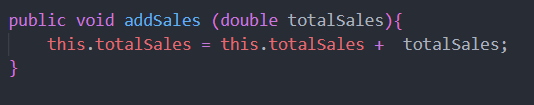 public void addSales (double totalSales){
    this.totalSales = this.totalSales +  totalSales;
}